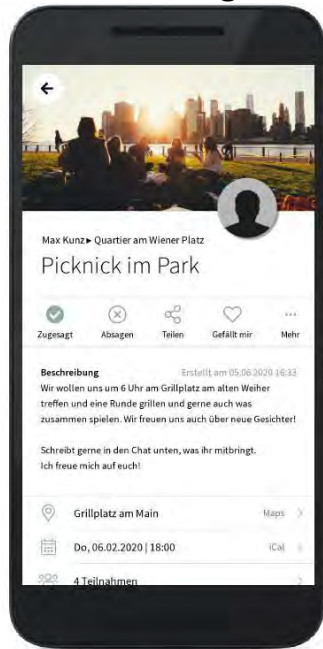 Max Kunz ▸ Quartier am Wiener Platz
Picknick im Park
Zugesagt Absagen Teilen Gefällt mir Mehr
Beschreibung Erstellt am 05.06.2020 16:33
Wir wollen uns um 6 Uhr am Grillplatz am alten Weiher
treffen und eine Runde grillen und gerne auch was
zusammen spielen. Wir freuen uns auch über neue Gesichter!
Schreibt gerne in den Chat unten, was ihr mitbringt.
Ich freue mich auf euch!
Grillplatz am Main Maps
Do, 06.02.2020 | 18:00 iCal
4 Teilnahmen